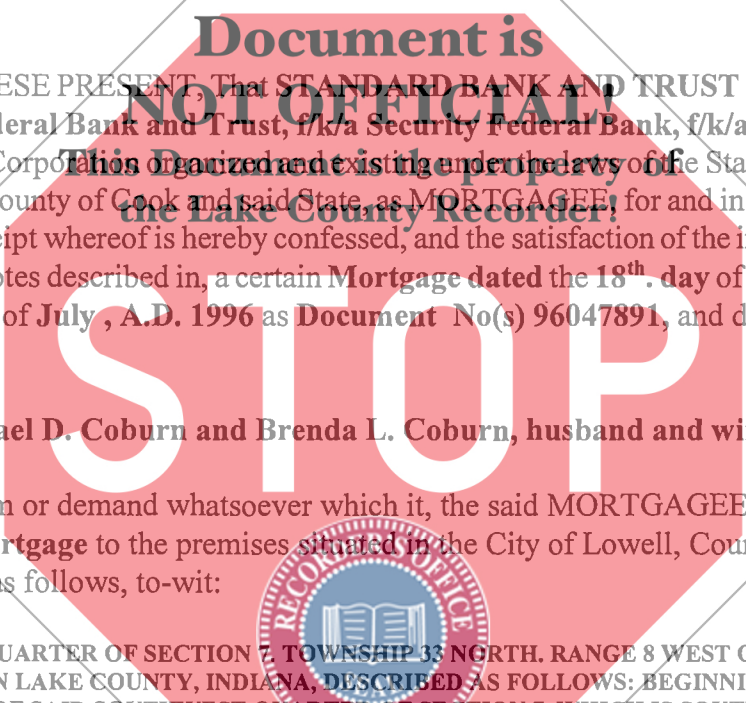 Document is
ESE PRESENT, That STANDARD BANK AND TRUST
NOT OFFICIAL!
deral Bank and Trust, f/k/a Security Federal Bank, f/k/a
Corporation organized and existing under the laws of the Sta
This Document is the property of
ounty of Cook and said State, as MORTGAGEE, for and in
the Lake County Recorder!
eipt whereof is hereby confessed, and the satisfaction of the i
otes described in, a certain Mortgage dated the 18th. day of
of July , A.D. 1996 as Document No(s) 96047891, and d
STOP
ael D. Coburn and Brenda L. Coburn, husband and wi
n or demand whatsoever which it, the said MORTGAGEE
rtgage to the premises situated in the City of Lowell, Cou
as follows, to-wit:
RECORDER'S OFFICE
UARTER OF SECTION 7, TOWNSHIP 33 NORTH, RANGE 8 WEST
N LAKE COUNTY, INDIANA, DESCRIBED AS FOLLOWS: BEGINNI